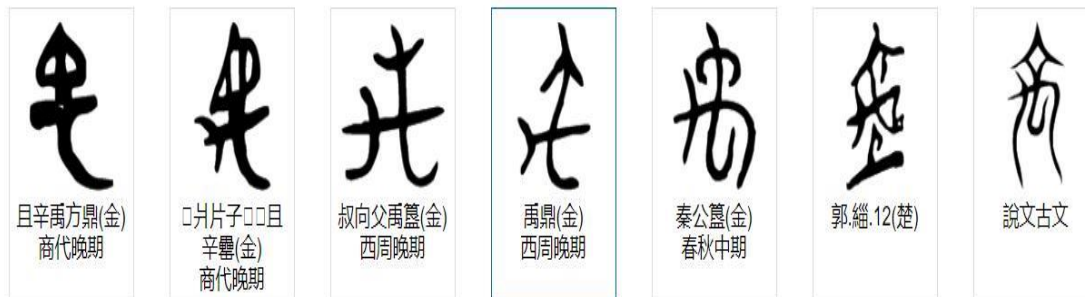 且辛禹方鼎(金)
商代晚期
□爿片子□□且
辛罍(金)
商代晚期
叔向父禹簋(金)
西周晚期
禹鼎(金)
西周晚期
秦公簋(金)
春秋中期
郭.緇.12(楚)
說文古文